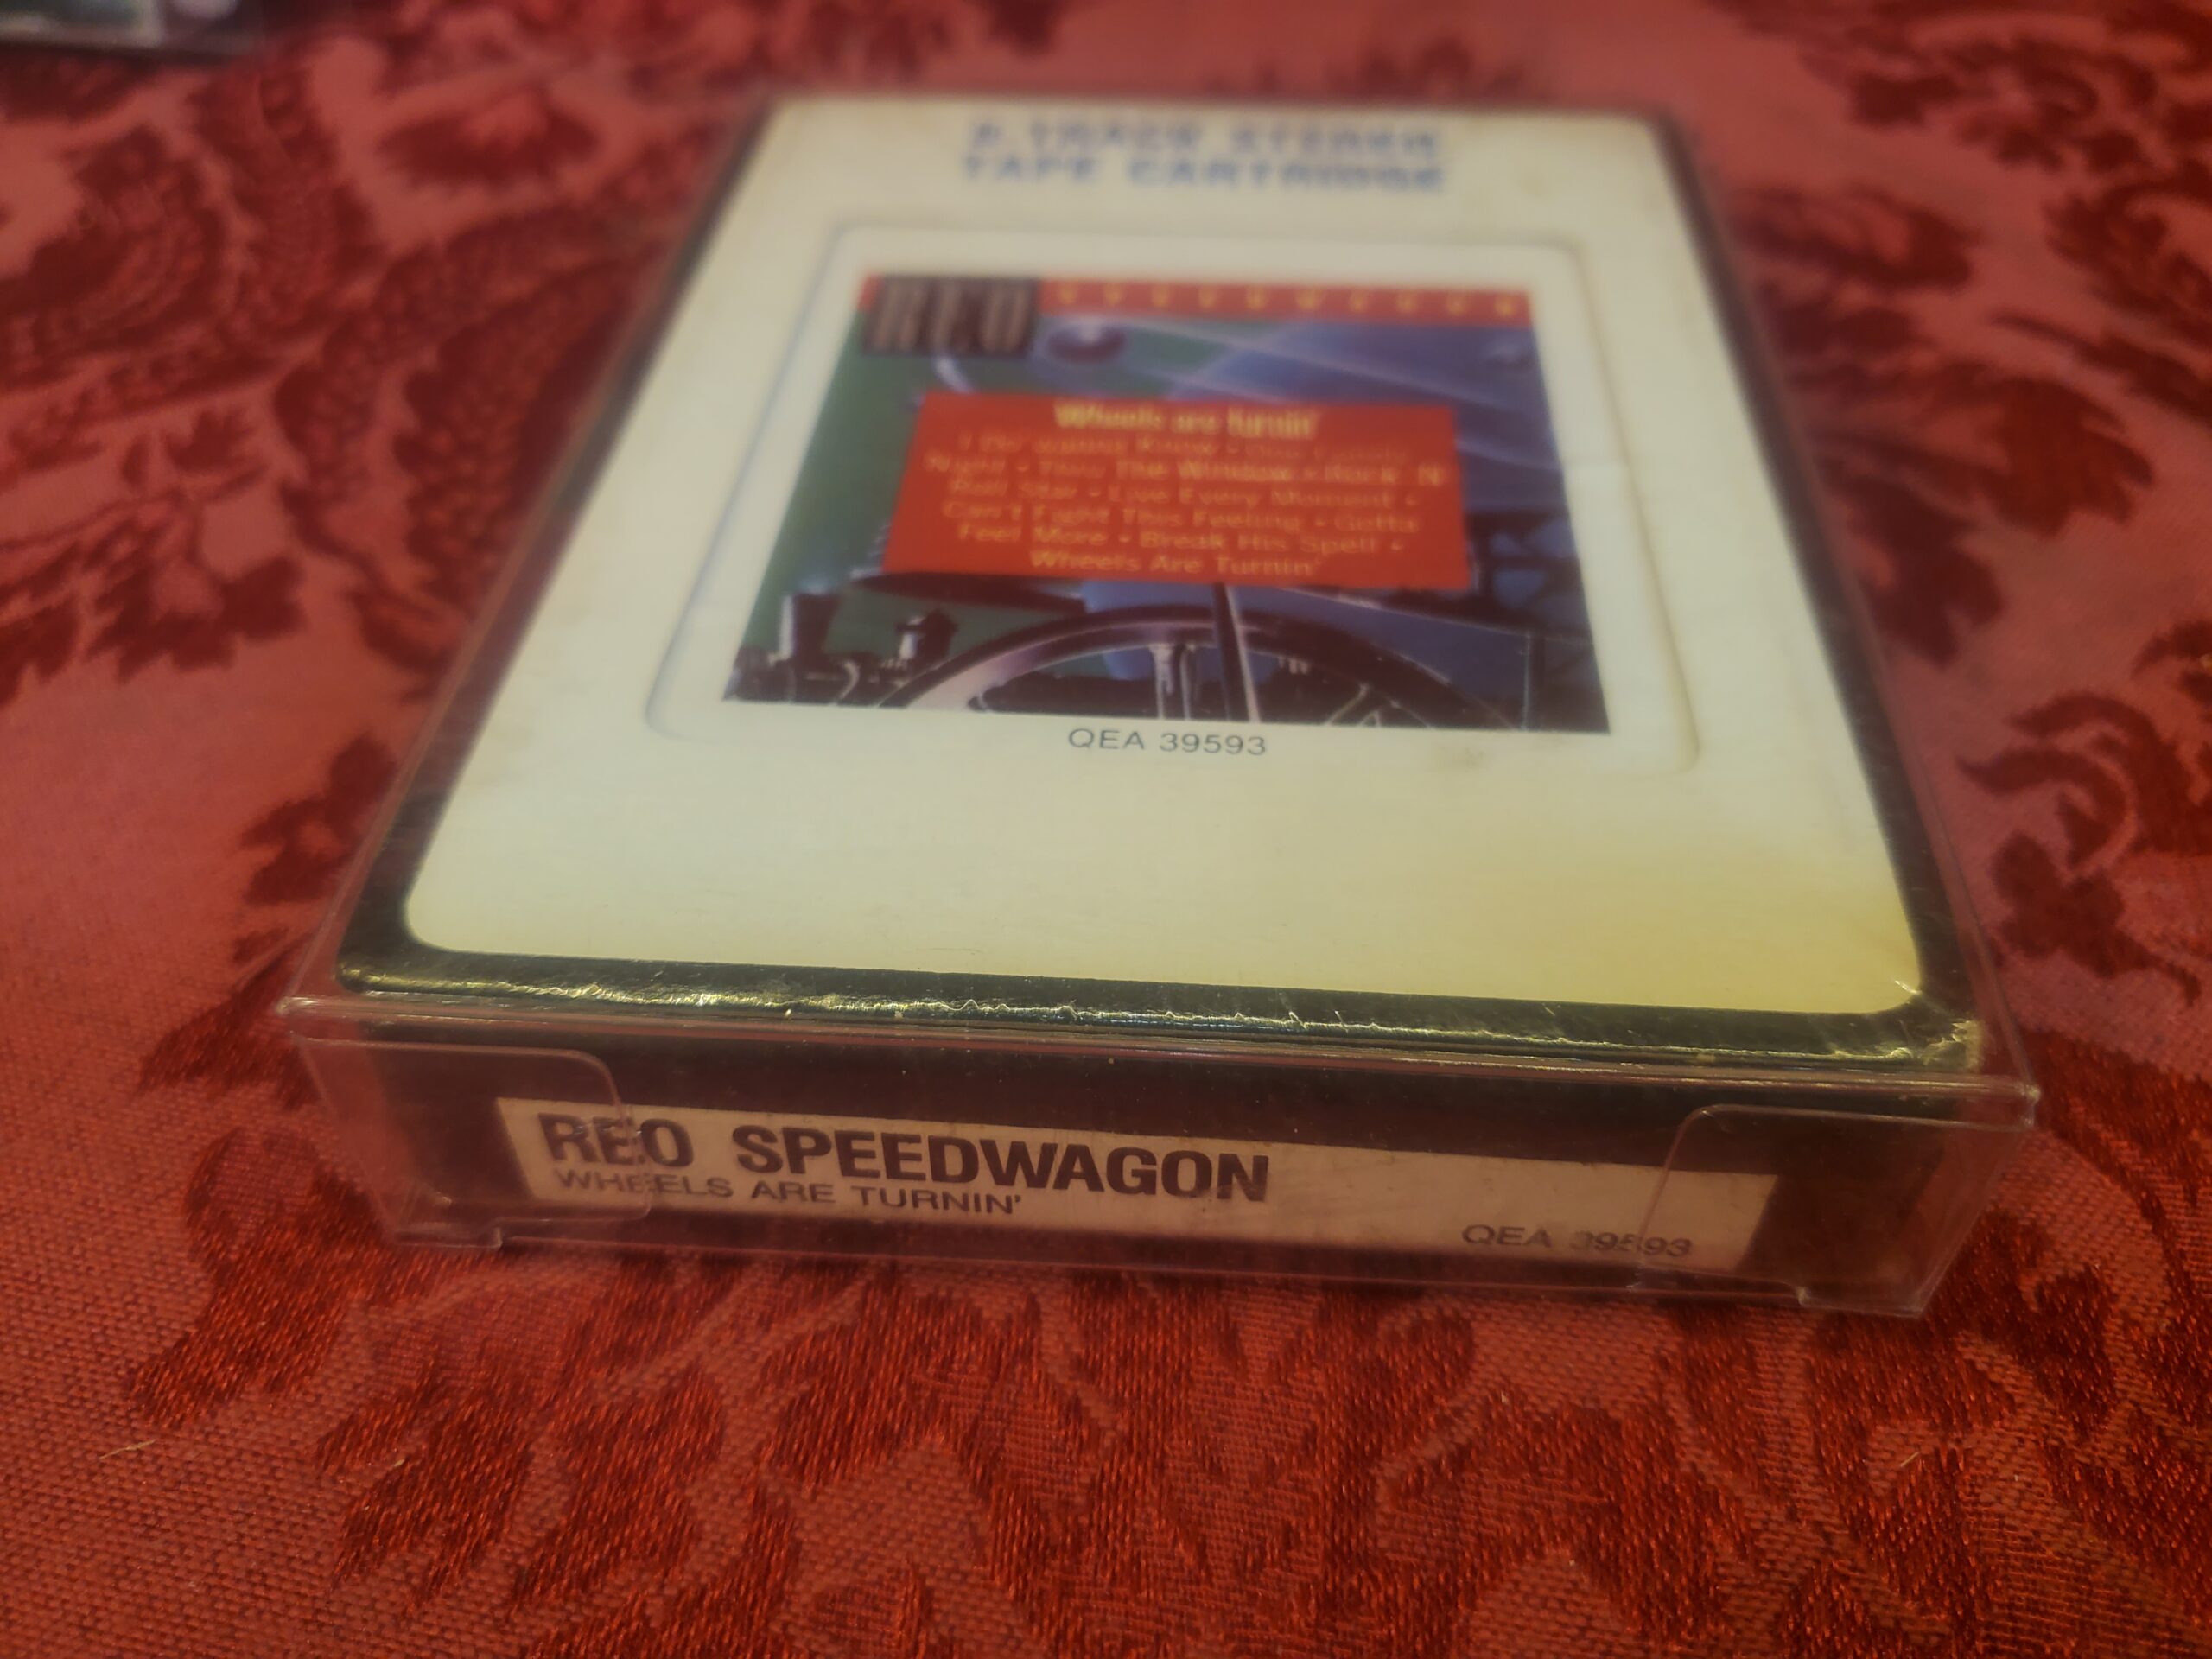 8-TRACK STEREO
TAPE CARTRIDGE
REO SPEEDWAGON
Wheels are turnin'
I Do' wanna Know • One Lonely
Night • Thru The Window • Rock 'N
Roll Star • Live Every Moment •
Can't Fight This Feeling • Gotta
Feel More • Break His Spell •
Wheels Are Turnin'
QEA 39593
REO SPEEDWAGON
WHEELS ARE TURNIN'
QEA 39593